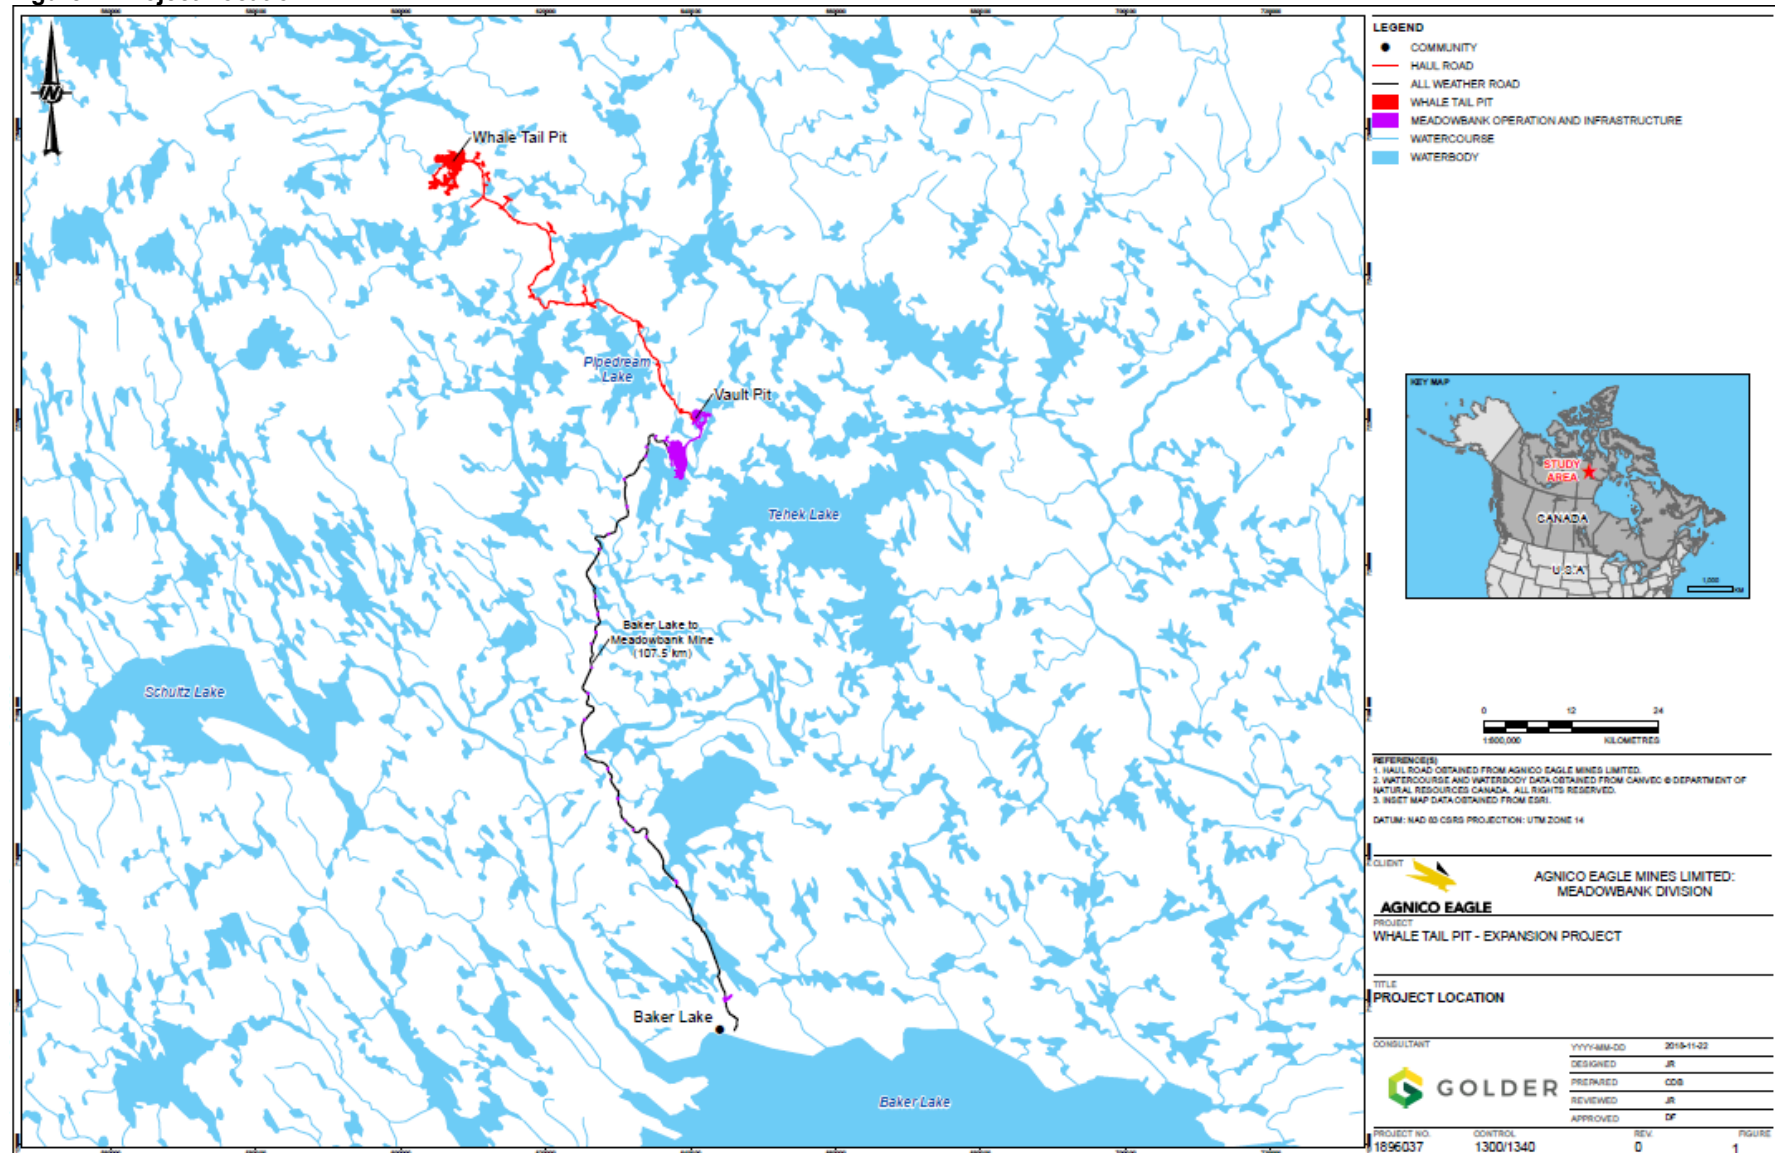 N
Whale Tail Pit
Pipedream
Lake
Vault Pit
Tehek Lake
Baker Lake to
Meadowbank Mine
(107.5 km)
Schultz Lake
Baker Lake
Baker Lake
LEGEND
COMMUNITY
HAUL ROAD
ALL WEATHER ROAD
WHALE TAIL PIT
MEADOWBANK OPERATION AND INFRASTRUCTURE
WATERCOURSE
WATERBODY
KEY MAP
STUDY
AREA
CANADA
U.S.A
1,000
KM
0 12 24
1:600,000 KILOMETRES
REFERENCE(S)
1. HAUL ROAD OBTAINED FROM AGNICO EAGLE MINES LIMITED.
2. WATERCOURSE AND WATERBODY DATA OBTAINED FROM CANVEC © DEPARTMENT OF
NATURAL RESOURCES CANADA. ALL RIGHTS RESERVED.
3. INSET MAP DATA OBTAINED FROM ESRI.
DATUM: NAD 83 CSRS PROJECTION: UTM ZONE 14
CLIENT
AGNICO EAGLE
AGNICO EAGLE MINES LIMITED:
MEADOWBANK DIVISION
PROJECT
WHALE TAIL PIT - EXPANSION PROJECT
TITLE
PROJECT LOCATION
CONSULTANT
GOLDER
YYYY-MM-DD 2018-11-22
DESIGNED JR
PREPARED CDB
REVIEWED JR
APPROVED DF
PROJECT NO. CONTROL REV. FIGURE
1896037 1300/1340 0 1